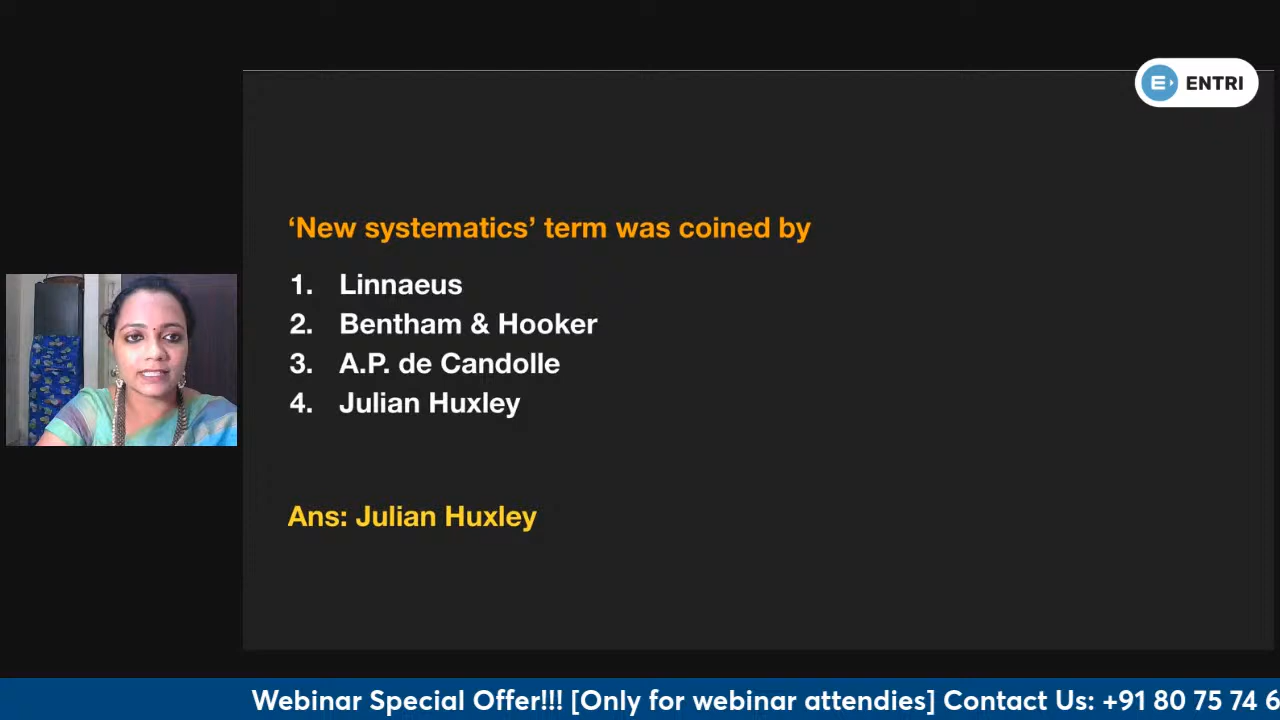 ENTRI
‘New systematics’ term was coined by
1. Linnaeus
2. Bentham & Hooker
3. A.P. de Candolle
4. Julian Huxley
Ans: Julian Huxley
Webinar Special Offer!!! [Only for webinar attendies] Contact Us: +91 80 75 74 6